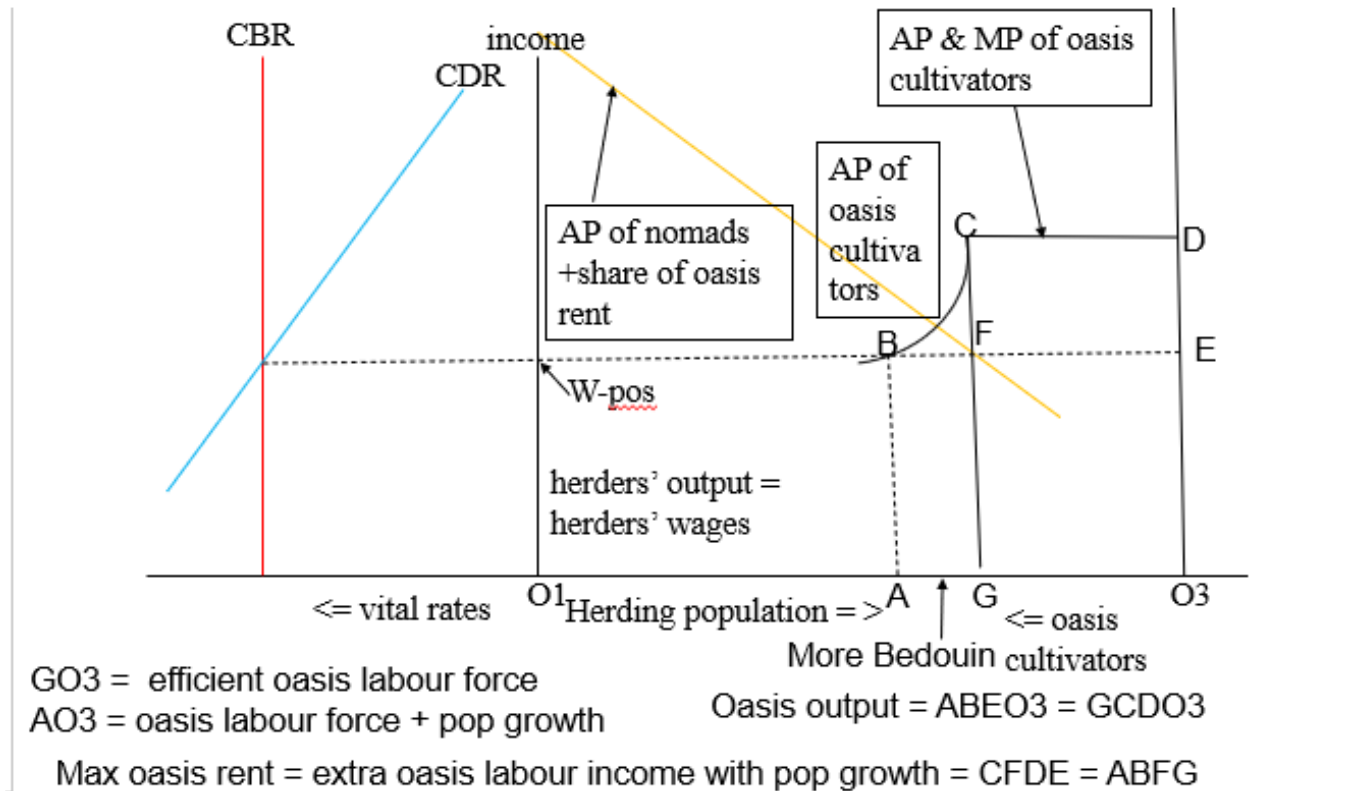 CBR
income
CDR
AP & MP of oasis
cultivators
AP of
oasis
cultiva
tors
AP of nomads
+share of oasis
rent
C
D
B
F
E
W-pos
herders’ output =
herders’ wages
<= vital rates
O1
Herding population = >
A
G
<= oasis
cultivators
O3
More Bedouin
GO3 = efficient oasis labour force
AO3 = oasis labour force + pop growth
Oasis output = ABEO3 = GCDO3
Max oasis rent = extra oasis labour income with pop growth = CFDE = ABFG